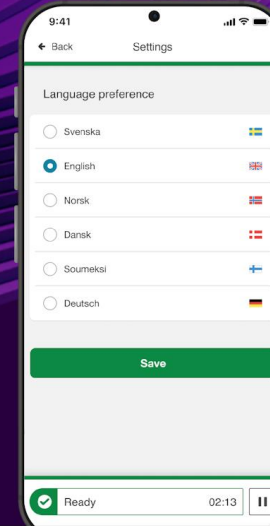 9:41
Back Settings
Language preference
Svenska
English
Norsk
Dansk
Soumeksi
Deutsch
Save
Ready 02:13